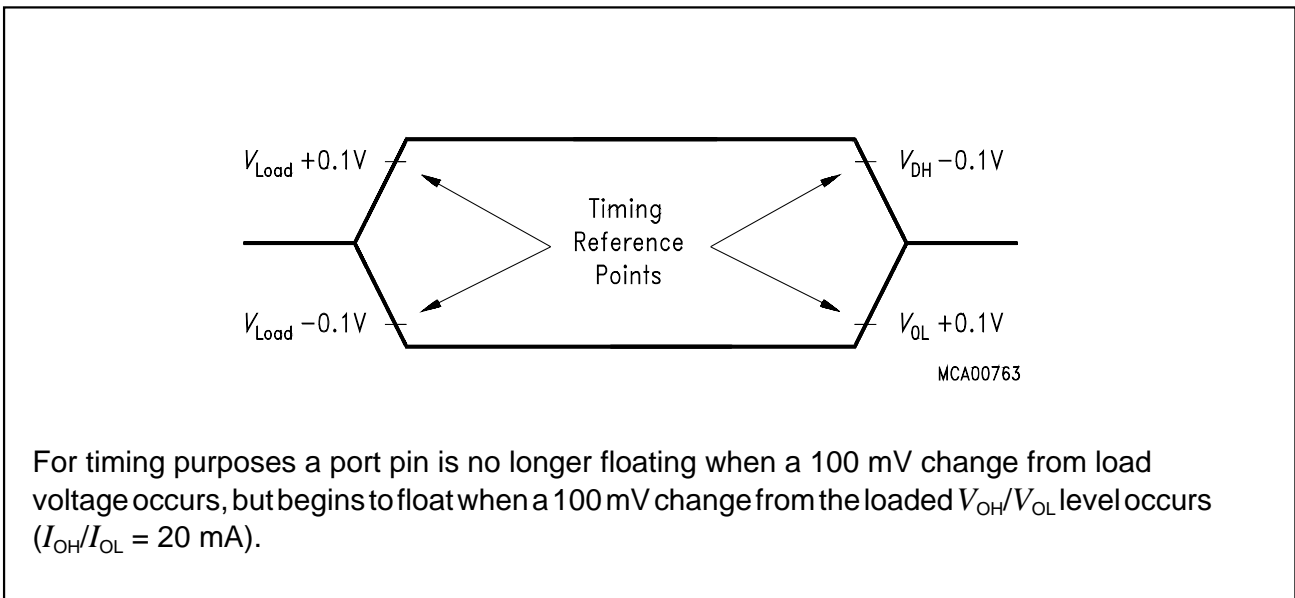 V_Load +0.1V
V_DH −0.1V
Timing
Reference
Points
V_Load −0.1V
V_0L +0.1V
MCA00763
For timing purposes a port pin is no longer floating when a 100 mV change from load
voltage occurs, but begins to float when a 100 mV change from the loaded V_OH/V_OL level occurs
(I_OH/I_OL = 20 mA).